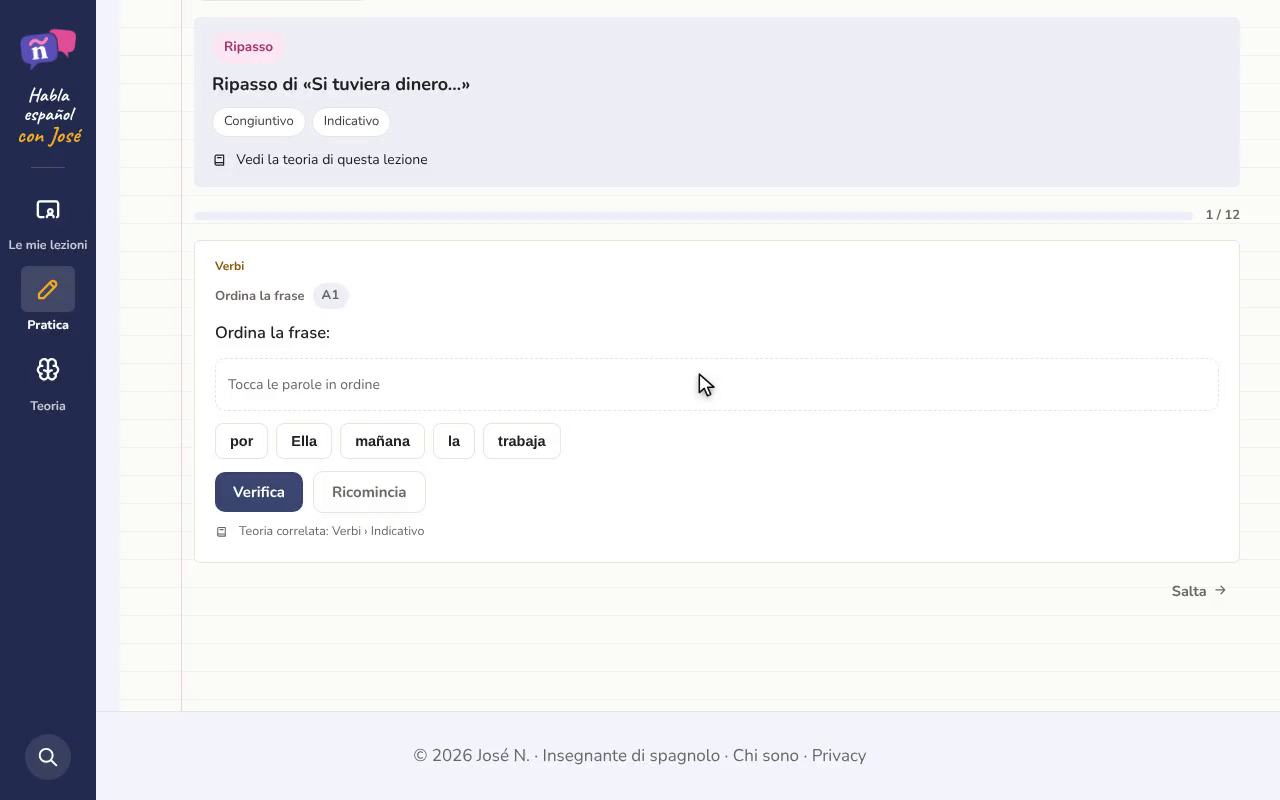 ñ
Habla
español
con José
Le mie lezioni
Pratica
Teoria
Ripasso
Ripasso di «Si tuviera dinero...»
Congiuntivo
Indicativo
Vedi la teoria di questa lezione
1 / 12
Verbi
Ordina la frase A1
Ordina la frase:
Tocca le parole in ordine
por Ella mañana la trabaja
Verifica Ricomincia
Teoria correlata: Verbi › Indicativo
Salta →
© 2026 José N. · Insegnante di spagnolo · Chi sono · Privacy